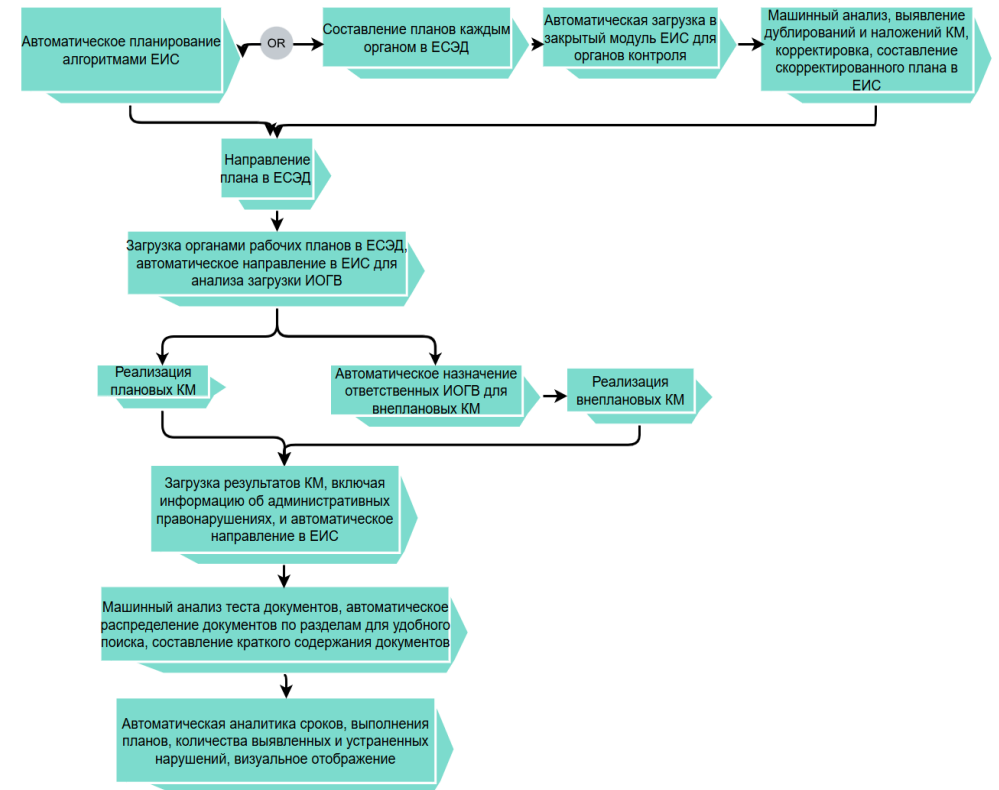 Автоматическое планирование
алгоритмами ЕИС
OR
Составление планов каждым
органом в ЕСЭД
Автоматическая загрузка в
закрытый модуль ЕИС для
органов контроля
Машинный анализ, выявление
дублирований и наложений КМ,
корректировка, составление
скорректированного плана в
ЕИС
Направление
плана в ЕСЭД
Загрузка органами рабочих планов в ЕСЭД,
автоматическое направление в ЕИС для
анализа загрузки ИОГВ
Реализация
плановых КМ
Автоматическое назначение
ответственных ИОГВ для
внеплановых КМ
Реализация
внеплановых КМ
Загрузка результатов КМ, включая
информацию об административных
правонарушениях, и автоматическое
направление в ЕИС
Машинный анализ теста документов, автоматическое
распределение документов по разделам для удобного
поиска, составление краткого содержания документов
Автоматическая аналитика сроков, выполнения
планов, количества выявленных и устраненных
нарушений, визуальное отображение